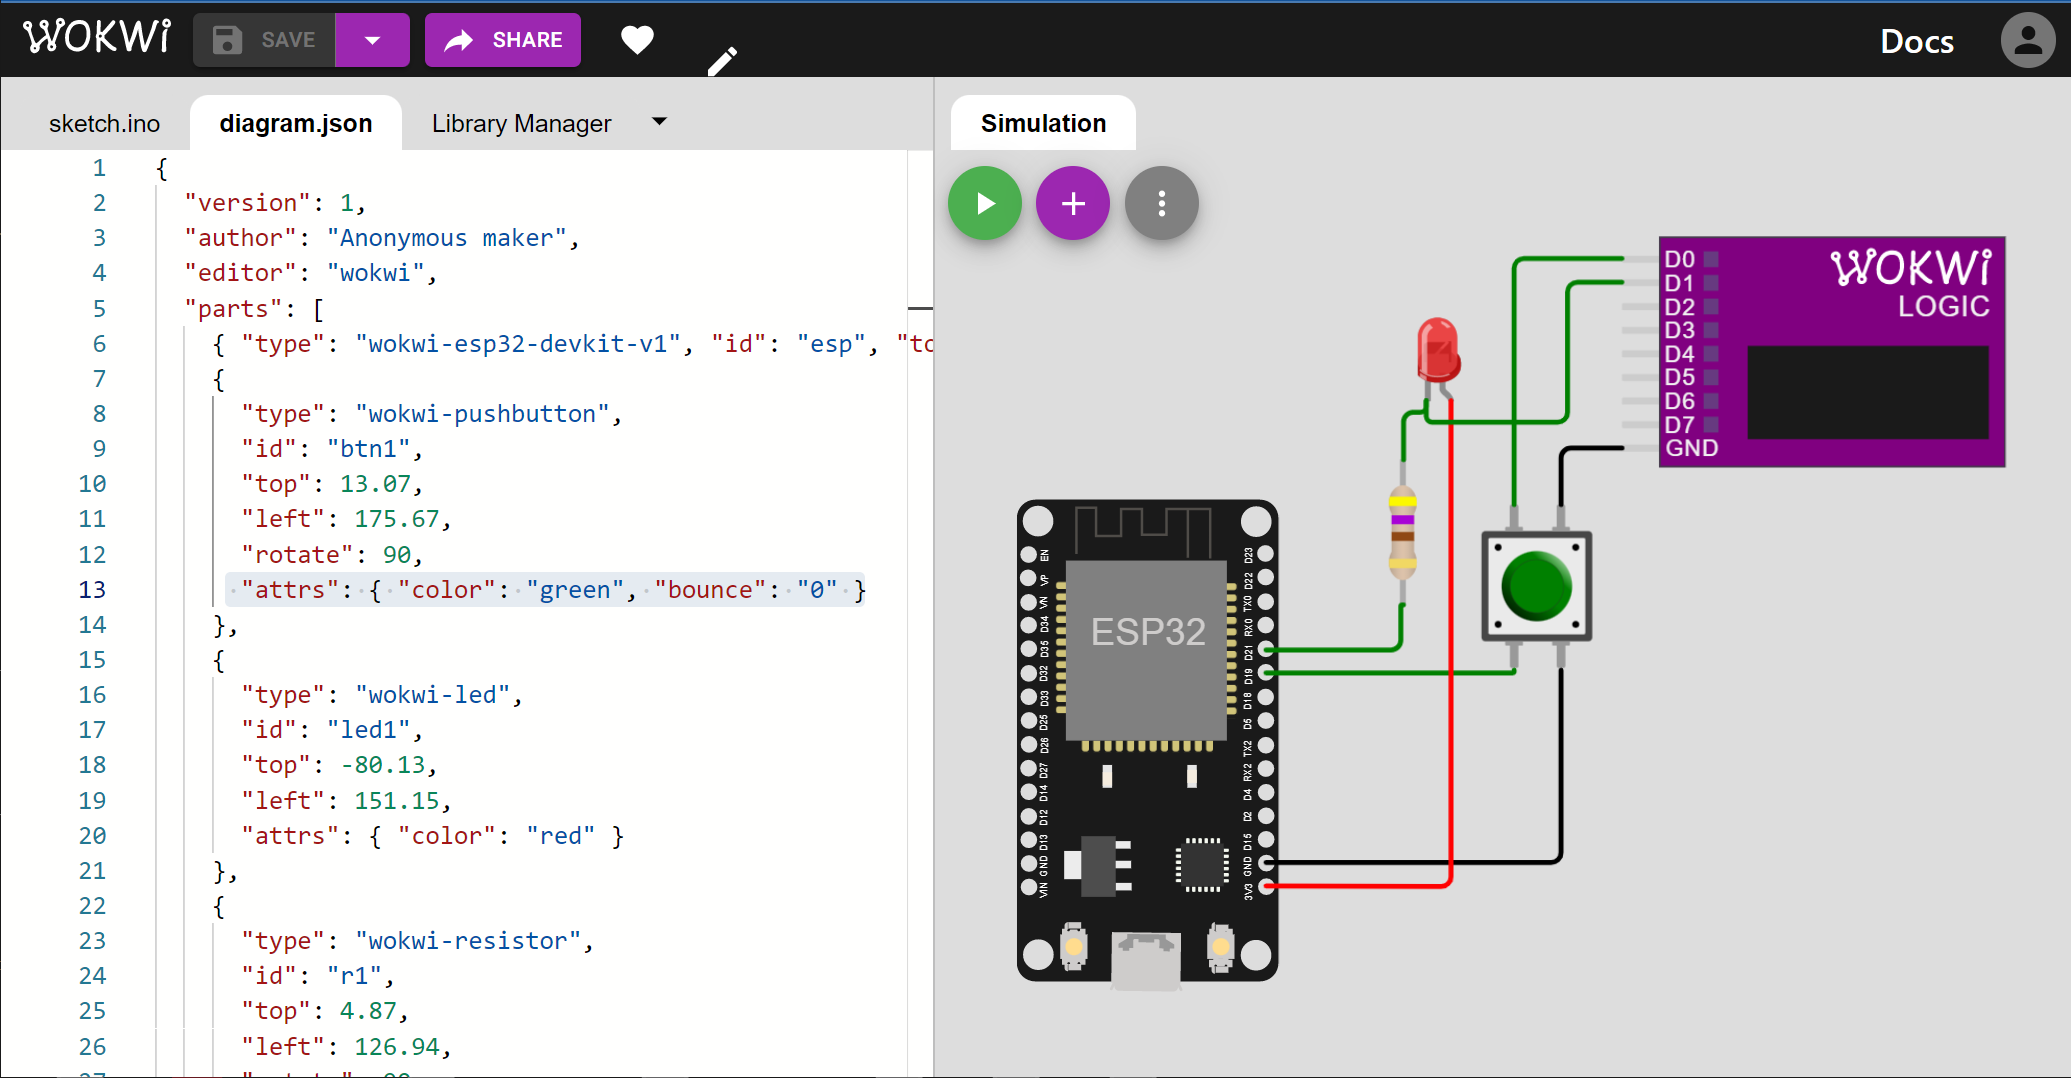 WOKWi
SAVE
SHARE
Docs
sketch.ino
diagram.json
Library Manager
1 {
2 "version": 1,
3 "author": "Anonymous maker",
4 "editor": "wokwi",
5 "parts": [
6 { "type": "wokwi-esp32-devkit-v1", "id": "esp", "to
7 {
8 "type": "wokwi-pushbutton",
9 "id": "btn1",
10 "top": 13.07,
11 "left": 175.67,
12 "rotate": 90,
13 "attrs": { "color": "green", "bounce": "0" }
14 },
15 {
16 "type": "wokwi-led",
17 "id": "led1",
18 "top": -80.13,
19 "left": 151.15,
20 "attrs": { "color": "red" }
21 },
22 {
23 "type": "wokwi-resistor",
24 "id": "r1",
25 "top": 4.87,
26 "left": 126.94,
Simulation
D0
D1
D2
D3
D4
D5
D6
D7
GND
WOKWi
LOGIC
ESP32
EN
VP
VN
D34
D35
D32
D33
D25
D26
D27
D14
D12
D13
GND
VIN
D23
D22
TX0
RX0
D21
D19
D18
D5
TX2
RX2
D4
D2
D15
GND
3V3